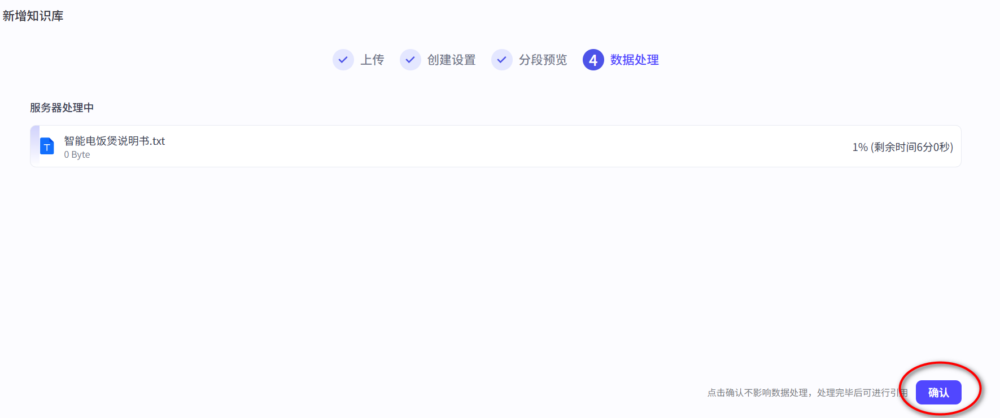 新增知识库
上传 创建设置 分段预览 4 数据处理
服务器处理中
T 智能电饭煲说明书.txt
0 Byte
1% (剩余时间6分0秒)
点击确认不影响数据处理，处理完毕后可进行引用 确认